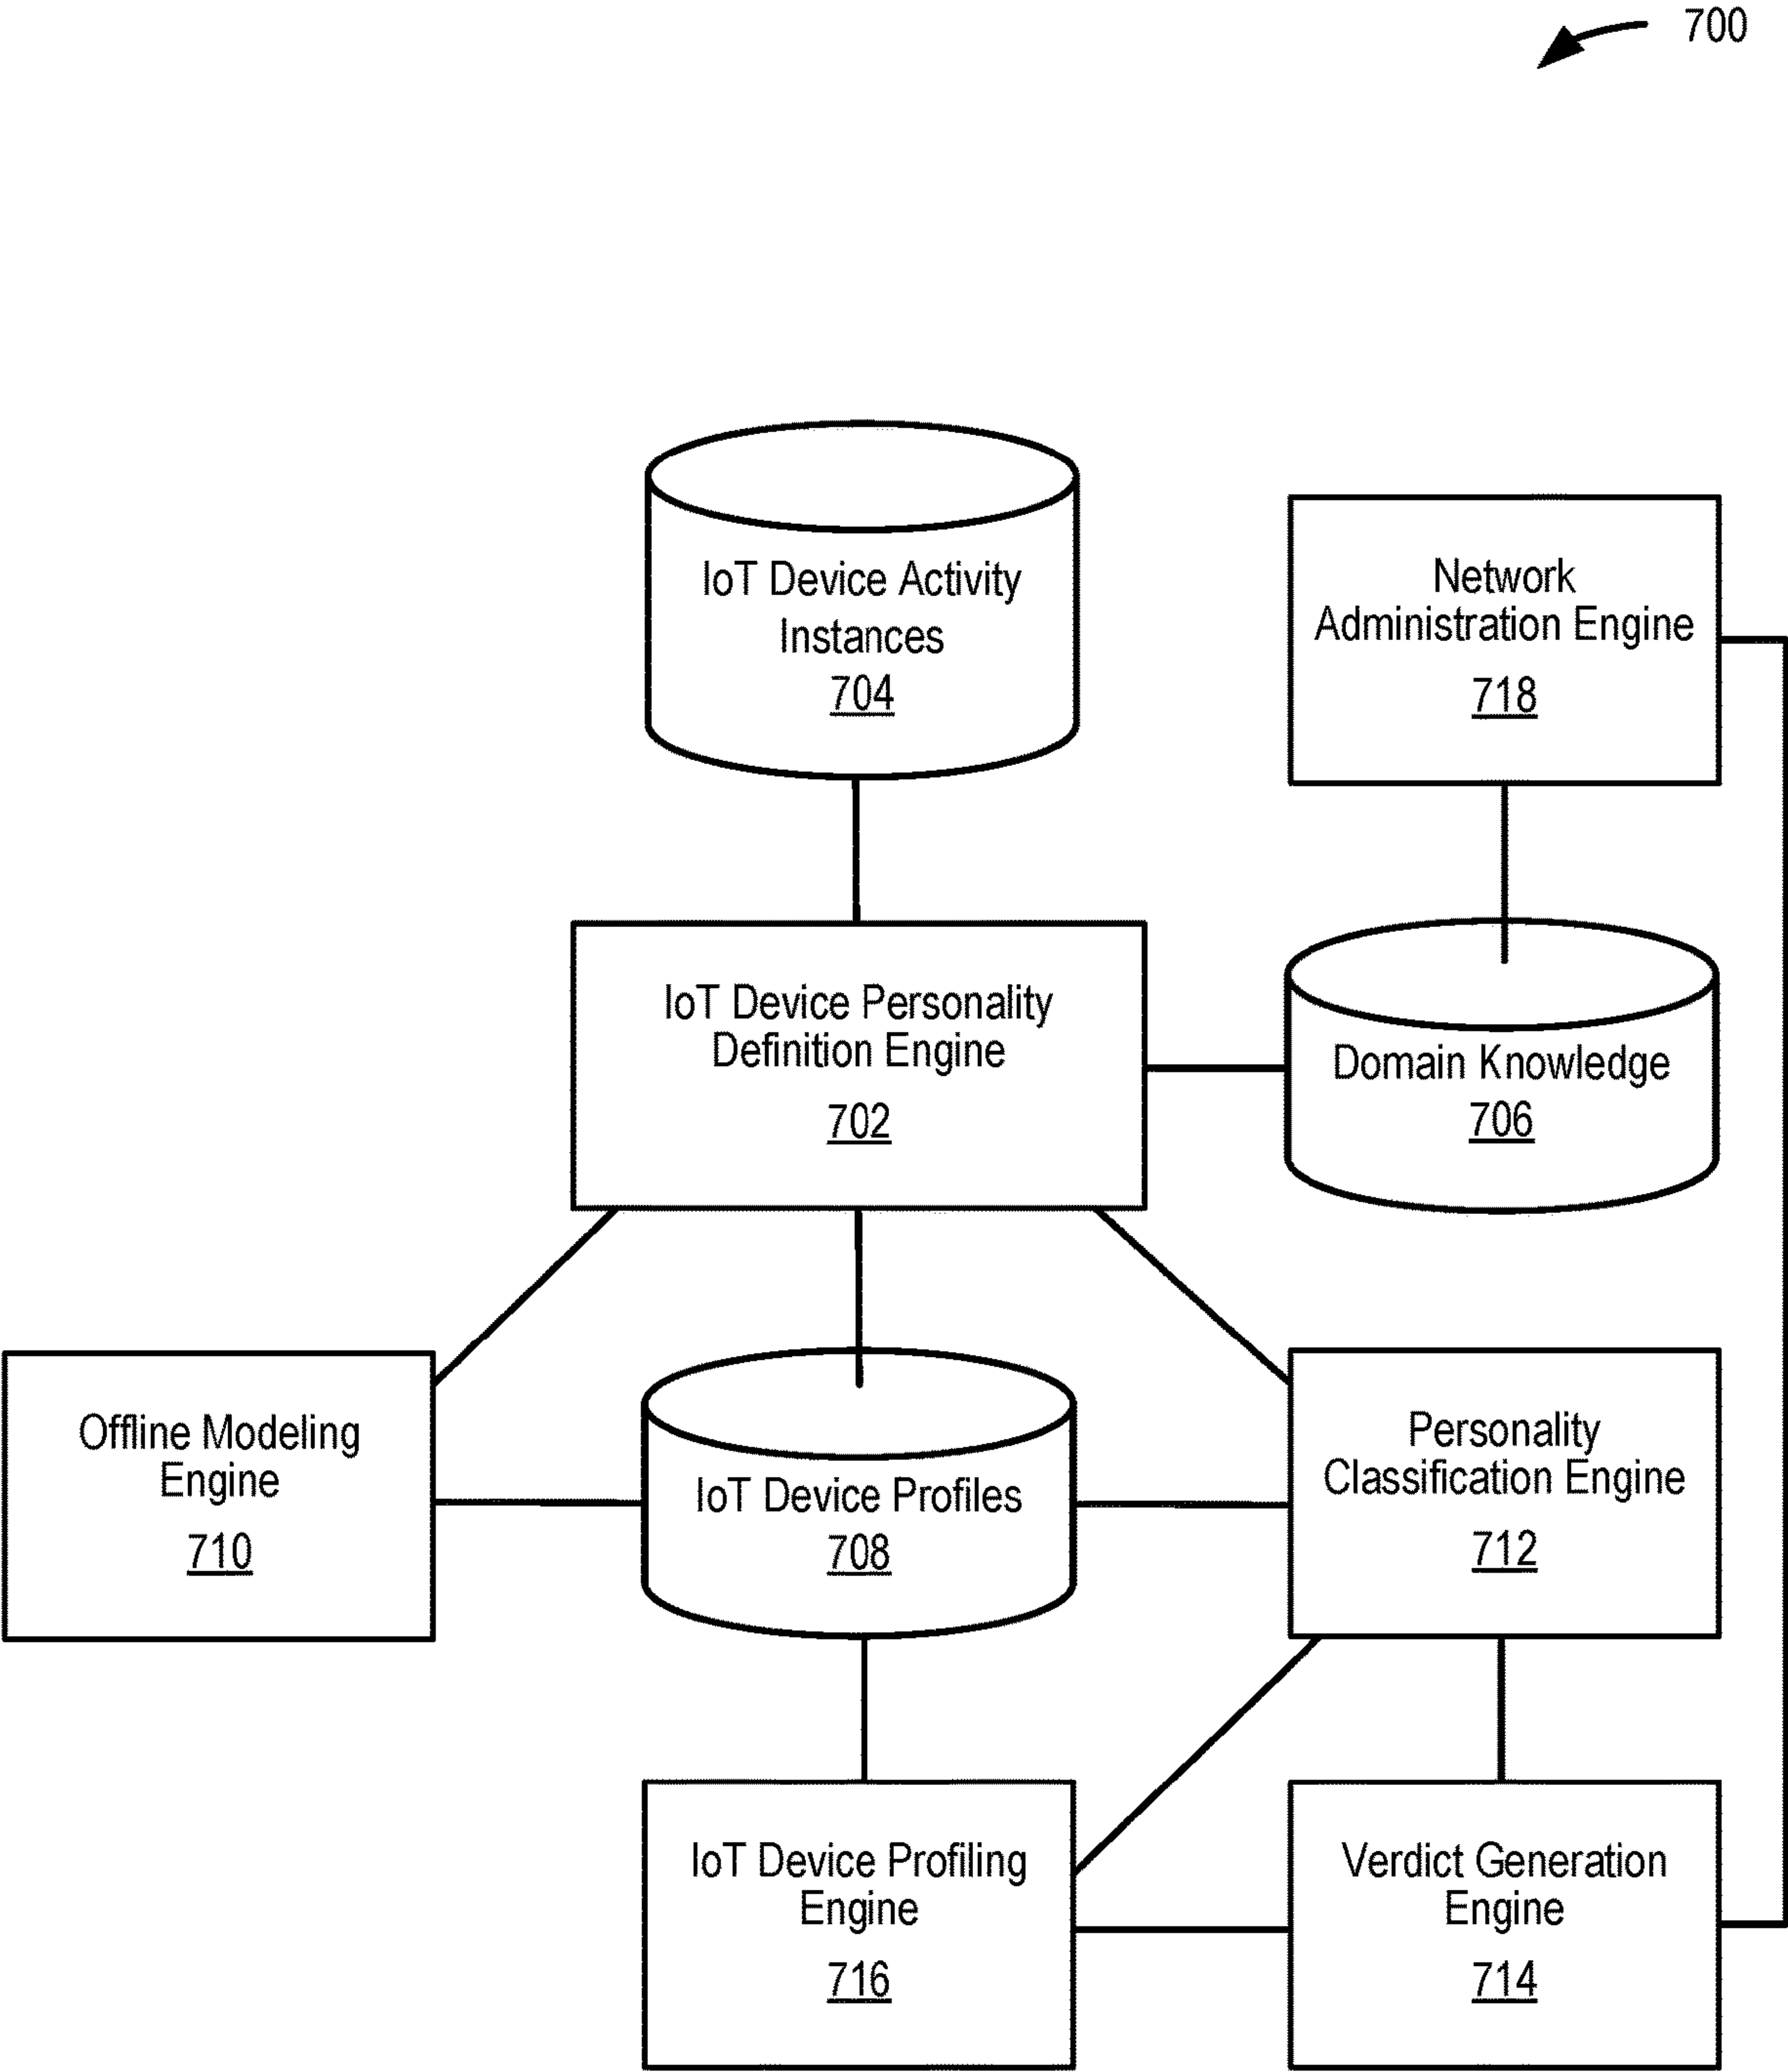 700
IoT Device Activity
Instances
704
Network
Administration Engine
718
IoT Device Personality
Definition Engine
702
Domain Knowledge
706
Offline Modeling
Engine
710
IoT Device Profiles
708
Personality
Classification Engine
712
IoT Device Profiling
Engine
716
Verdict Generation
Engine
714